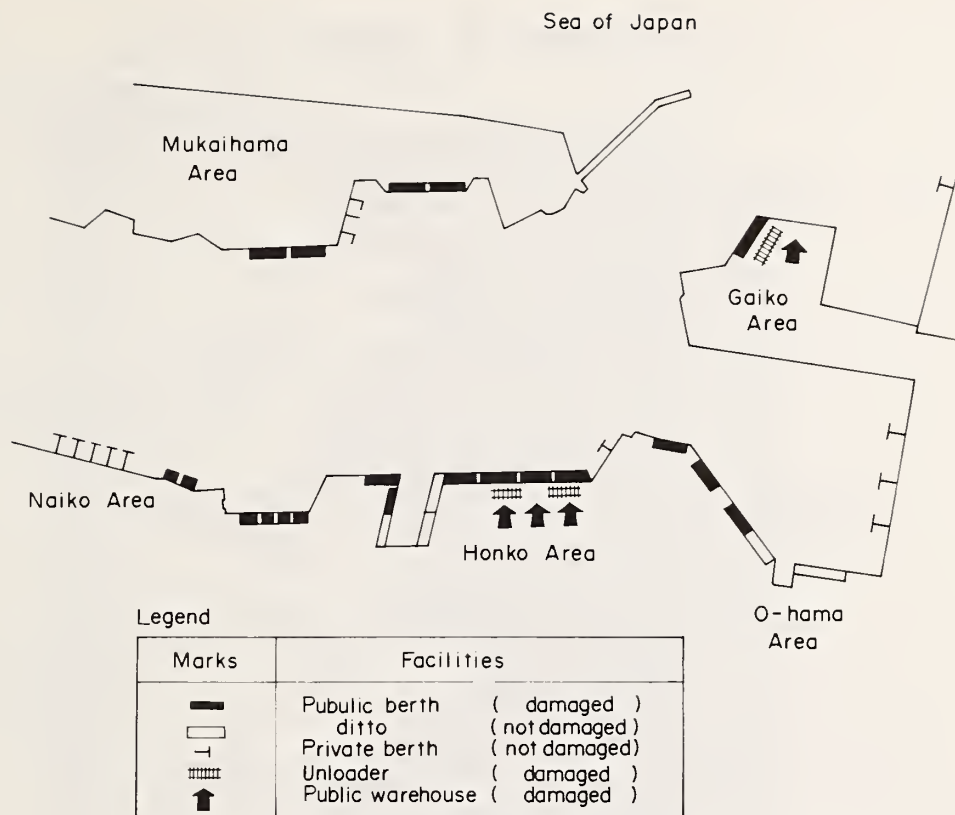 Sea of Japan
Mukaihama
Area
Gaiko
Area
Naiko Area
Honko Area
O-hama
Area
Legend
Marks Facilities
Pubulic berth ( damaged )
ditto ( not damaged)
Private berth ( not damaged)
Unloader ( damaged )
Public warehouse ( damaged )